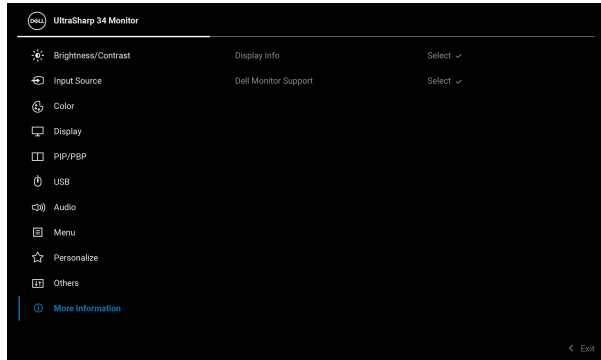 DELL UltraSharp 34 Monitor
Brightness/Contrast Display Info Select
Input Source Dell Monitor Support Select
Color
Display
PIP/PBP
USB
Audio
Menu
Personalize
Others
More Information
Exit